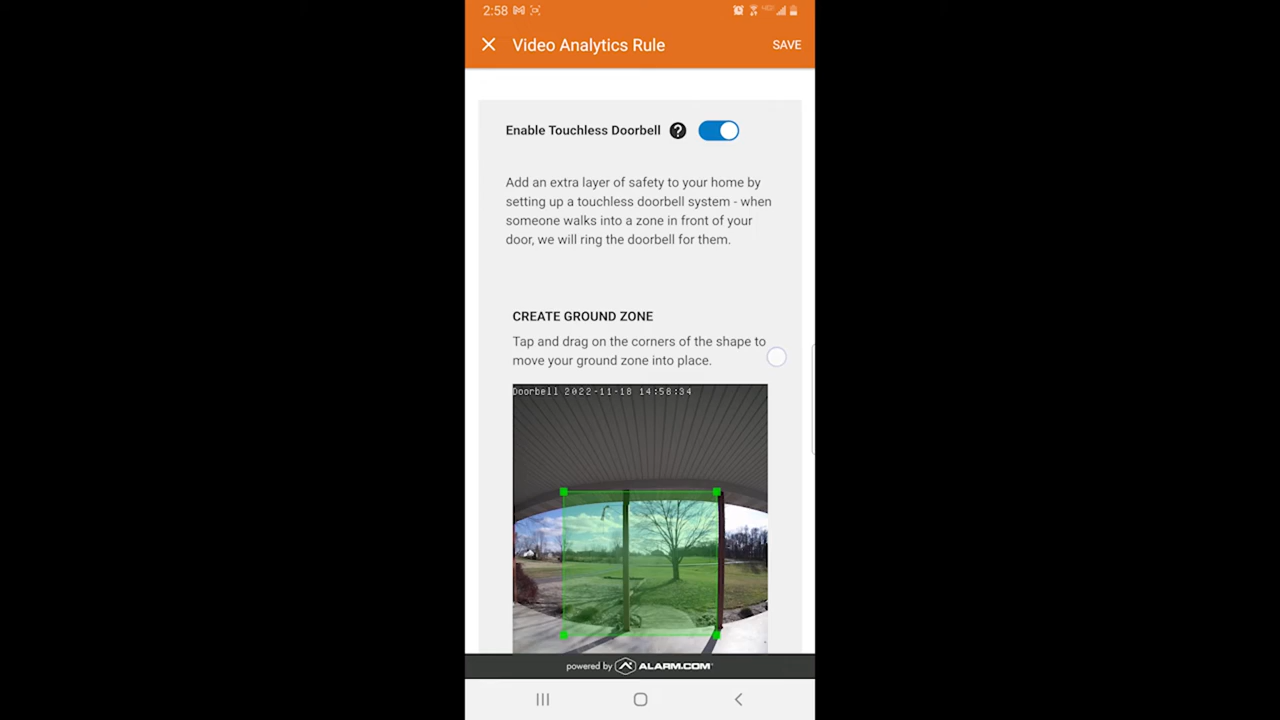 2:58
Video Analytics Rule
SAVE
Enable Touchless Doorbell ?
Add an extra layer of safety to your home by
setting up a touchless doorbell system - when
someone walks into a zone in front of your
door, we will ring the doorbell for them.
CREATE GROUND ZONE
Tap and drag on the corners of the shape to
move your ground zone into place.
Doorbell 2022-11-18 14:58:34
powered by ALARM.COM